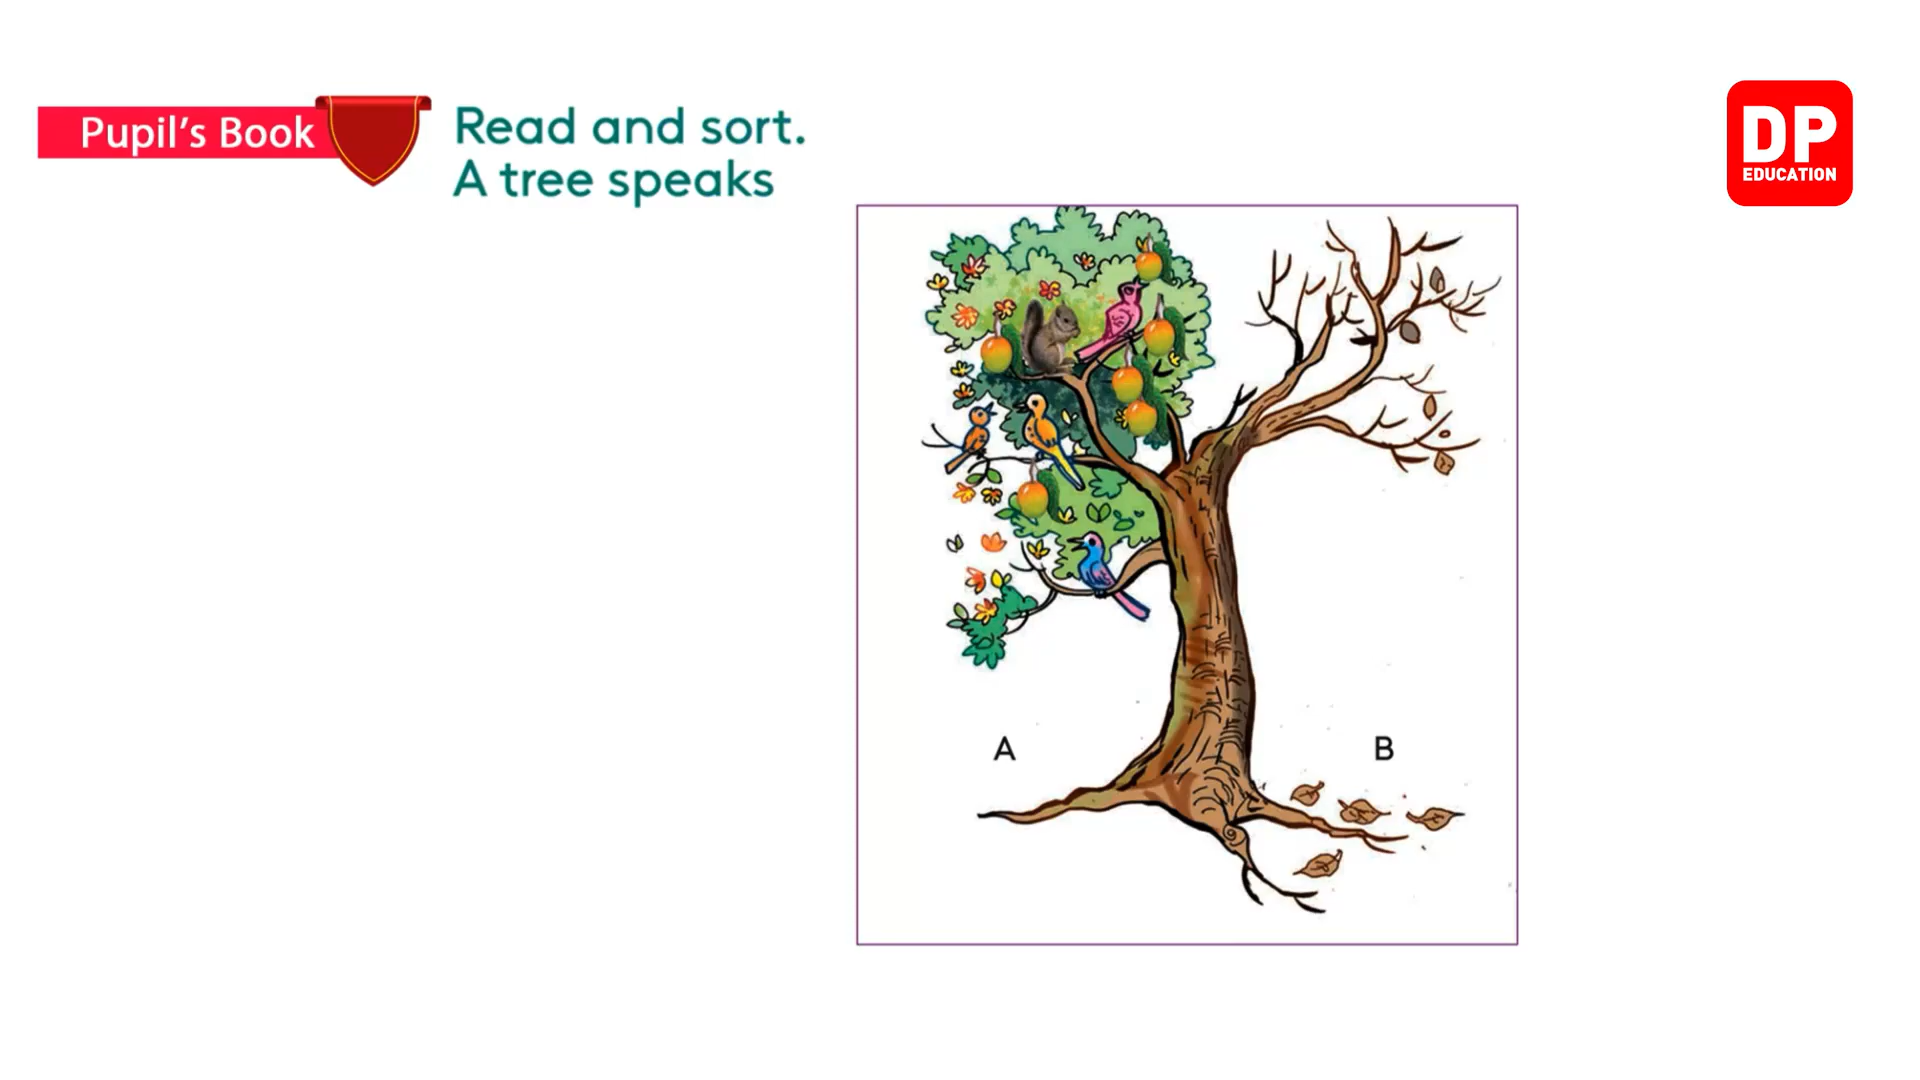 Pupil's Book
Read and sort.
A tree speaks
DP
EDUCATION
A
B